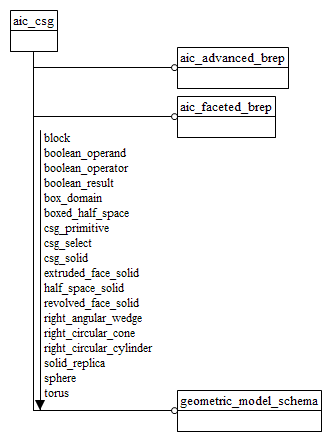 aic_csg
aic_advanced_brep
aic_faceted_brep
block
boolean_operand
boolean_operator
boolean_result
box_domain
boxed_half_space
csg_primitive
csg_select
csg_solid
extruded_face_solid
half_space_solid
revolved_face_solid
right_angular_wedge
right_circular_cone
right_circular_cylinder
solid_replica
sphere
torus
geometric_model_schema